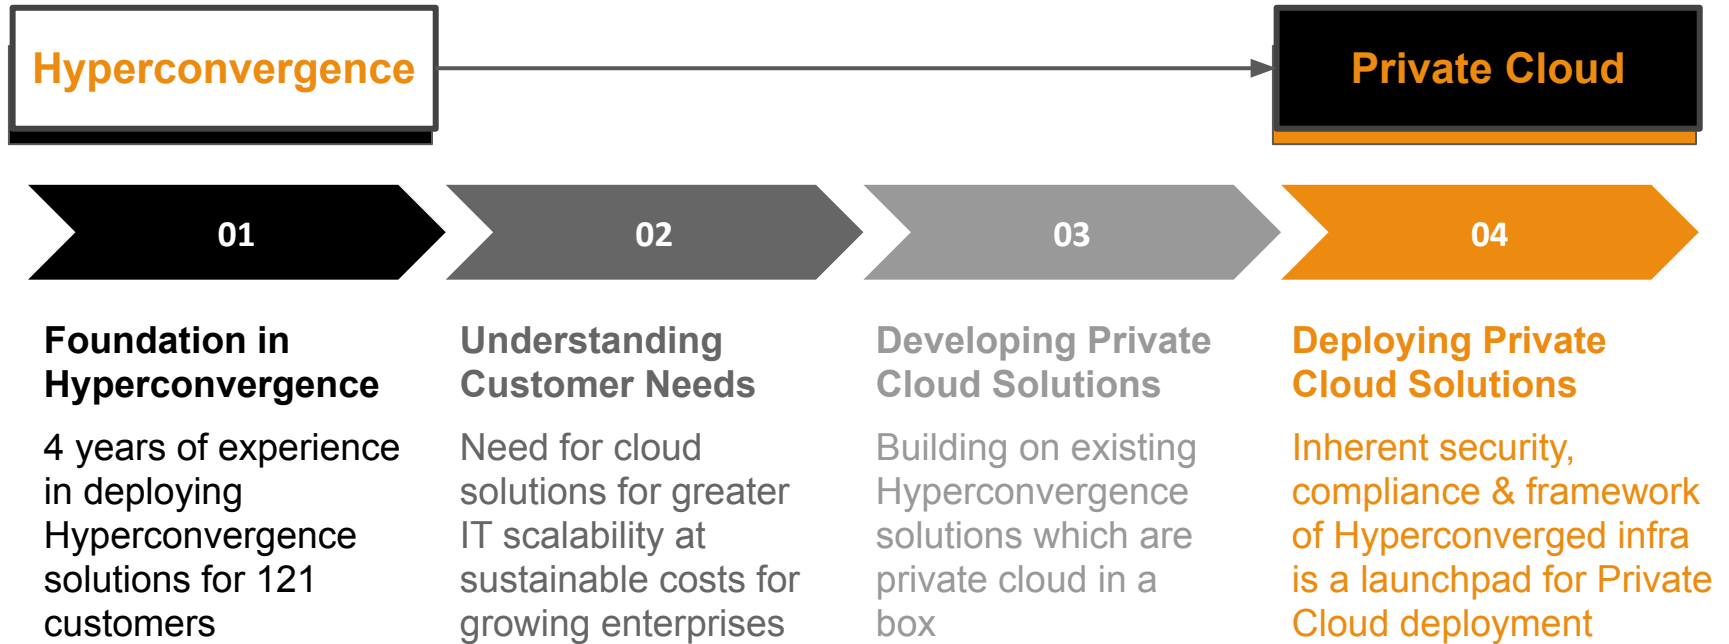 Hyperconvergence
Private Cloud
01
02
03
04
Foundation in
Hyperconvergence
4 years of experience
in deploying
Hyperconvergence
solutions for 121
customers
Understanding
Customer Needs
Need for cloud
solutions for greater
IT scalability at
sustainable costs for
growing enterprises
Developing Private
Cloud Solutions
Building on existing
Hyperconvergence
solutions which are
private cloud in a
box
Deploying Private
Cloud Solutions
Inherent security,
compliance & framework
of Hyperconverged infra
is a launchpad for Private
Cloud deployment